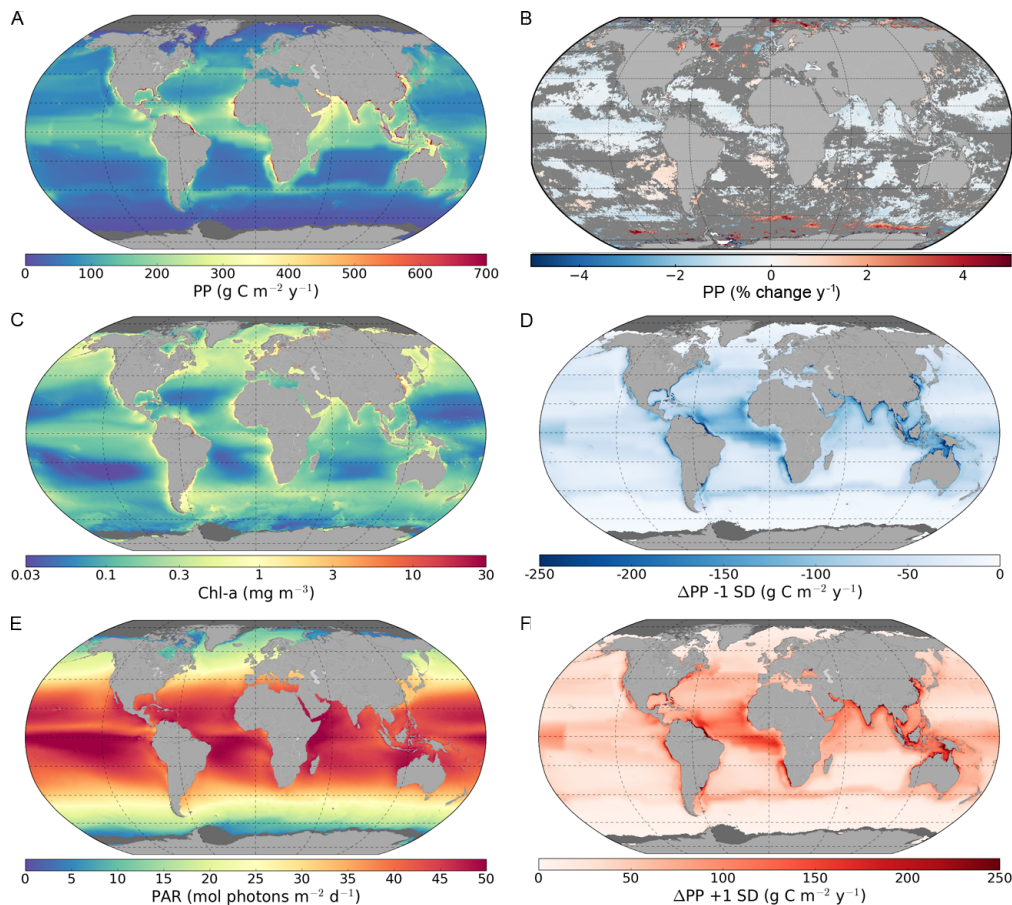 A
B
0 100 200 300 400 500 600 700
PP (g C m⁻² y⁻¹)
−4 −2 0 2 4
PP (% change y⁻¹)
C
D
0.03 0.1 0.3 1 3 10 30
Chl-a (mg m⁻³)
-250 -200 -150 -100 -50 0
ΔPP -1 SD (g C m⁻² y⁻¹)
E
F
0 5 10 15 20 25 30 35 40 45 50
PAR (mol photons m⁻² d⁻¹)
0 50 100 150 200 250
ΔPP +1 SD (g C m⁻² y⁻¹)